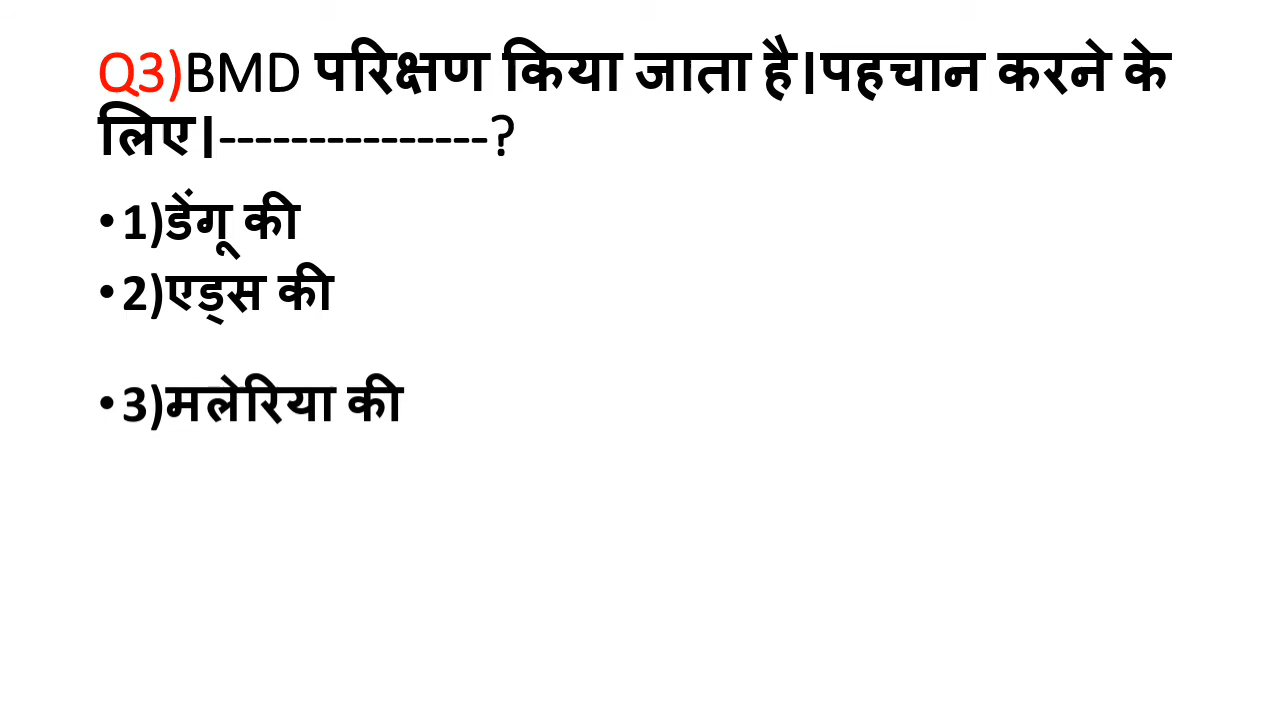 Q3)BMD परिक्षण किया जाता है।पहचान करने के
लिए।---------------?
•1)डेंगू की
•2)एड्स की
•3)मलेरिया की